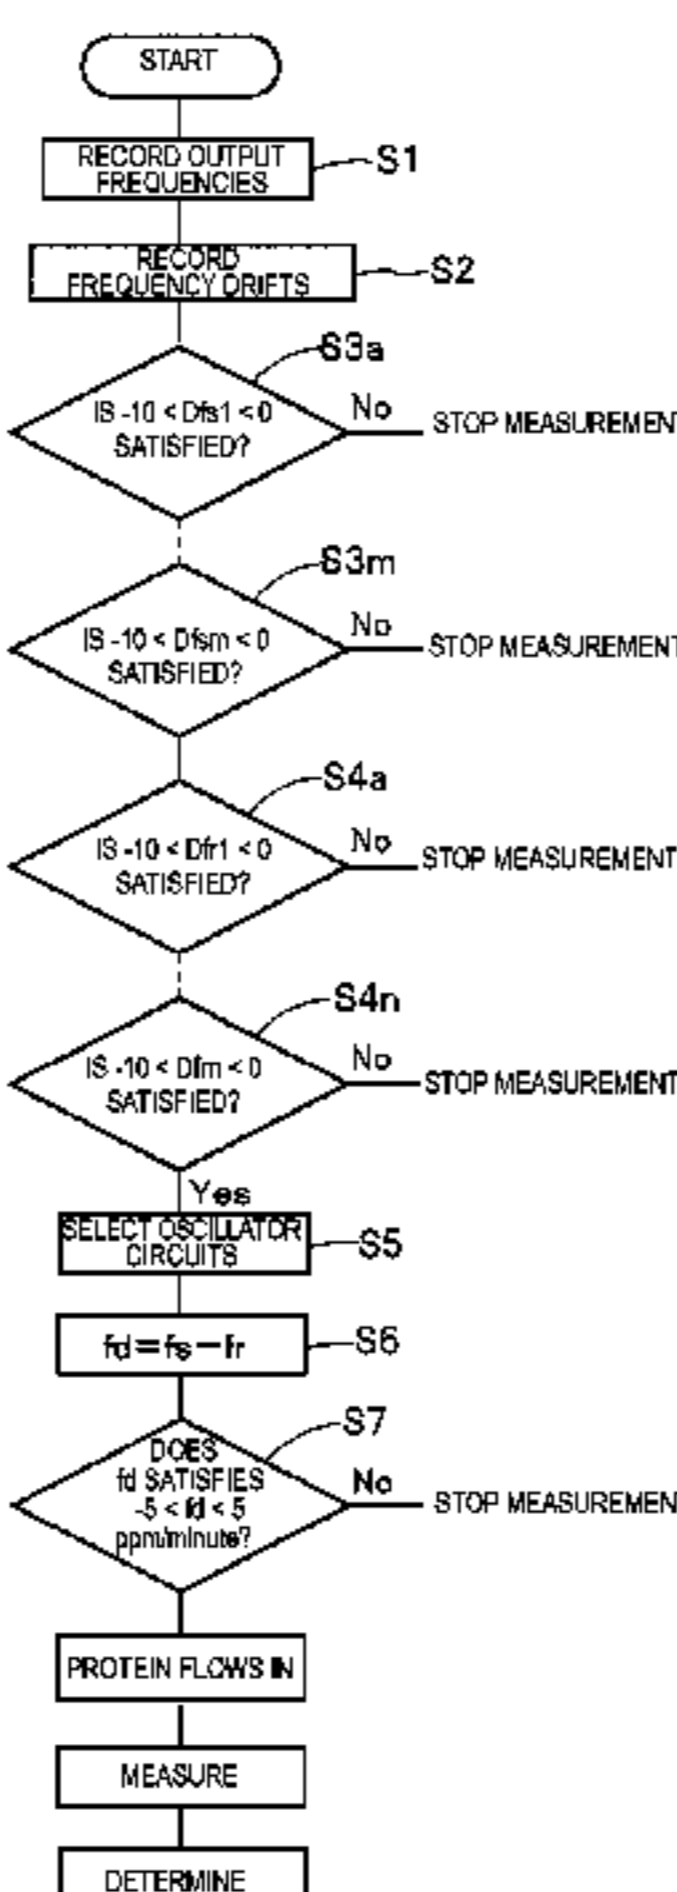 START
RECORD OUTPUT
FREQUENCIES
S1
RECORD
FREQUENCY DRIFTS
S2
S3a
IS -10 < Dfs1 < 0
SATISFIED?
No
STOP MEASUREMENT
S3m
IS -10 < Dfsm < 0
SATISFIED?
No
STOP MEASUREMENT
S4a
IS -10 < Dfr1 < 0
SATISFIED?
No
STOP MEASUREMENT
S4n
IS -10 < Dfrn < 0
SATISFIED?
No
STOP MEASUREMENT
Yes
SELECT OSCILLATOR
CIRCUITS
S5
fd=fs-fr
S6
S7
DOES
fd SATISFIES
-5 < fd < 5
ppm/minute?
No
STOP MEASUREMEN
PROTEIN FLOWS IN
MEASURE
DETERMINE